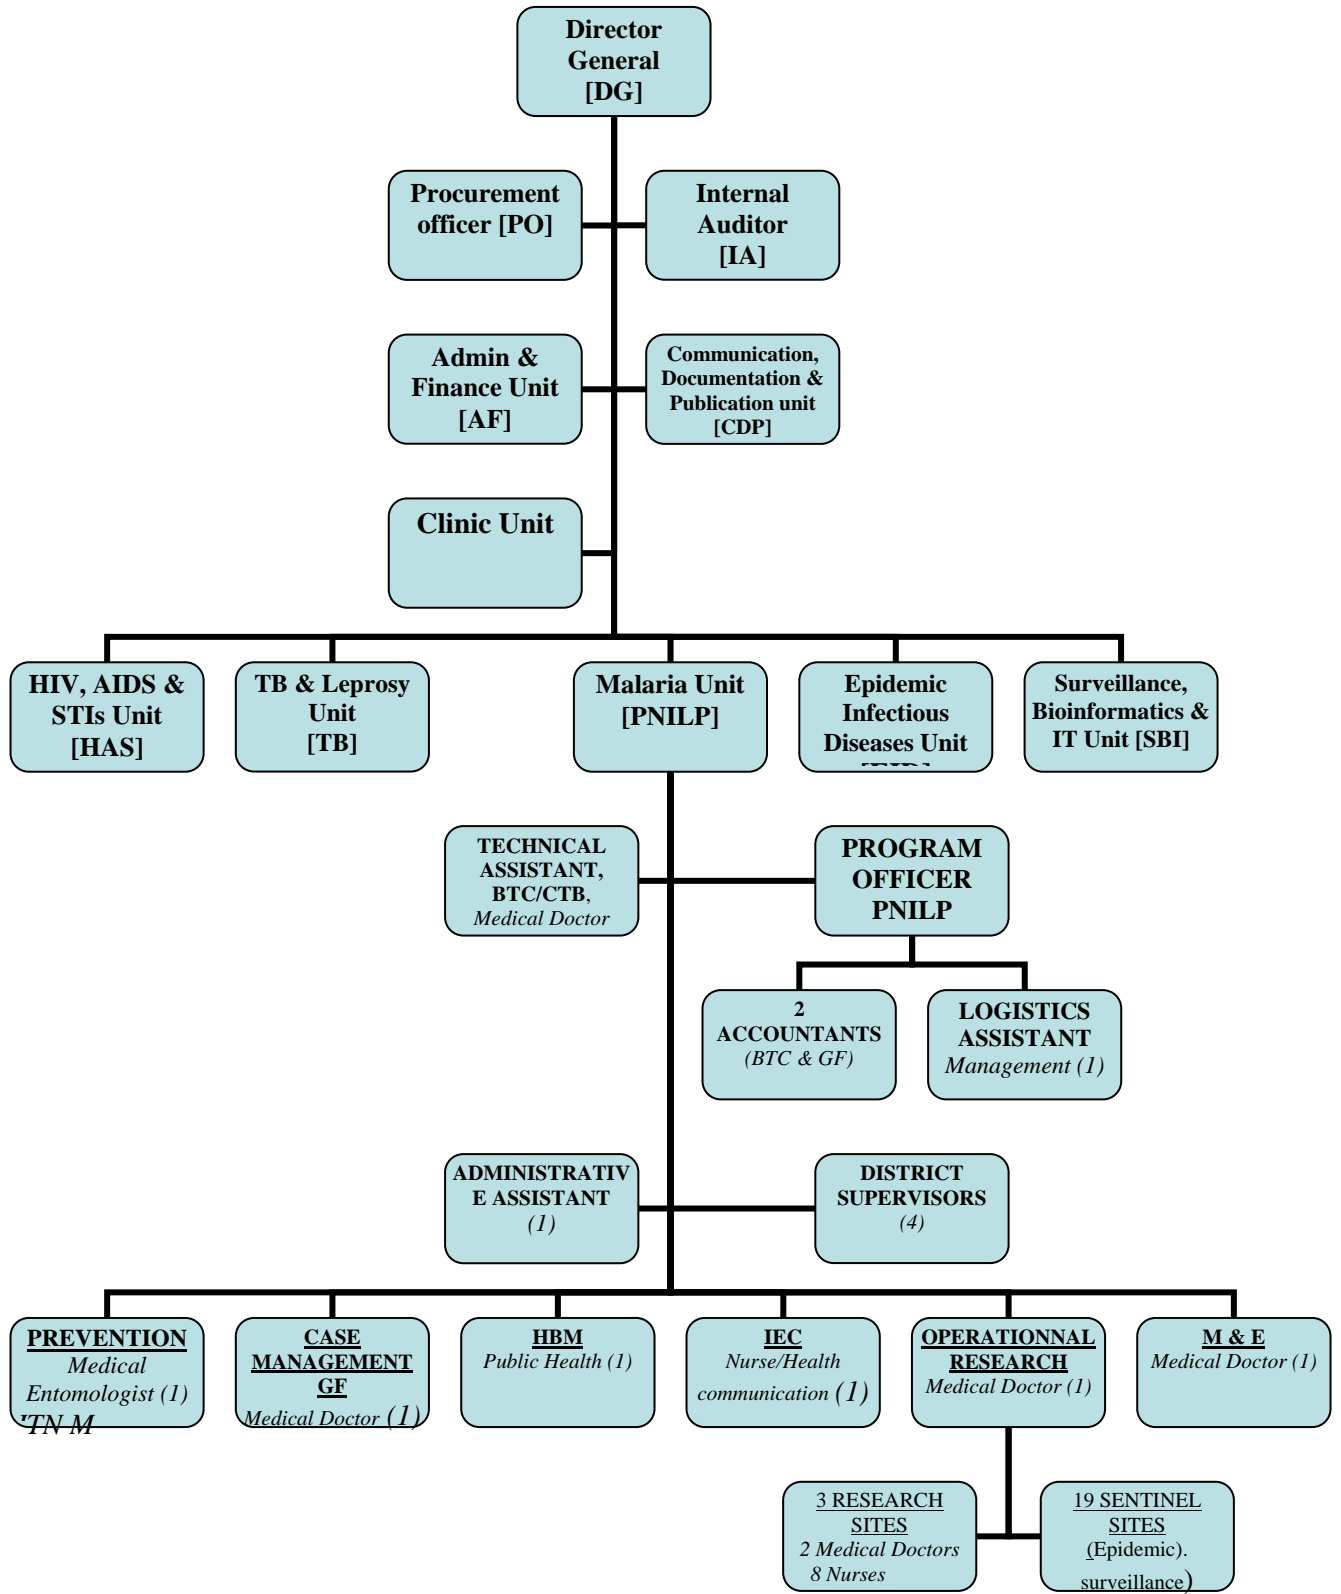 Director
General
[DG]
Procurement
officer [PO]
Internal
Auditor
[IA]
Admin &
Finance Unit
[AF]
Communication,
Documentation &
Publication unit
[CDP]
Clinic Unit
HIV, AIDS &
STIs Unit
[HAS]
TB & Leprosy
Unit
[TB]
Malaria Unit
[PNILP]
Epidemic
Infectious
Diseases Unit
Surveillance,
Bioinformatics &
IT Unit [SBI]
TECHNICAL
ASSISTANT,
BTC/CTB,
Medical Doctor
PROGRAM
OFFICER
PNILP
2
ACCOUNTANTS
(BTC & GF)
LOGISTICS
ASSISTANT
Management (1)
ADMINISTRATIV
E ASSISTANT
(1)
DISTRICT
SUPERVISORS
(4)
PREVENTION
Medical
Entomologist (1)
ITN M
CASE
MANAGEMENT
GF
Medical Doctor (1)
HBM
Public Health (1)
IEC
Nurse/Health
communication (1)
OPERATIONNAL
RESEARCH
Medical Doctor (1)
M & E
Medical Doctor (1)
3 RESEARCH
SITES
2 Medical Doctors
8 Nurses
19 SENTINEL
SITES
(Epidemic).
surveillance)